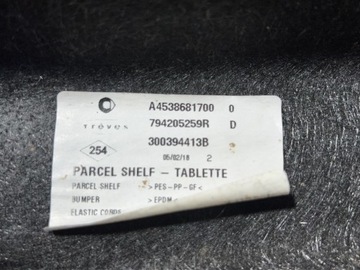 A4538681700 0
Trèves 794205259R D
300394413B
254
05/02/18 2
PARCEL SHELF - TABLETTE
PARCEL SHELF > PES-PP-GF <
BUMPER > EPDM <
ELASTIC CORDS